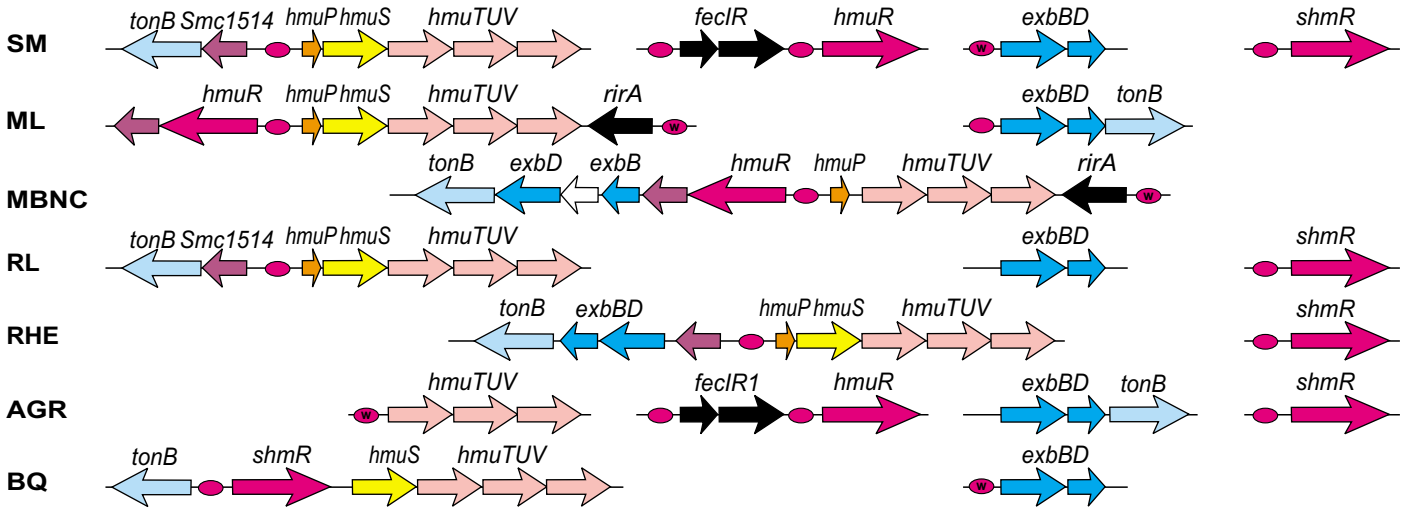 tonB Smc1514 hmuP hmuS hmuTUV fecIR hmuR exbBD shmR
SM w
hmuR hmuP hmuS hmuTUV rirA exbBD tonB
ML w
tonB exbD exbB hmuR hmuP hmuTUV rirA
MBNC w
tonB Smc1514 hmuP hmuS hmuTUV exbBD shmR
RL
tonB exbBD hmuP hmuS hmuTUV shmR
RHE
hmuTUV fecIR1 hmuR exbBD tonB shmR
AGR w
tonB shmR hmuS hmuTUV exbBD
BQ w